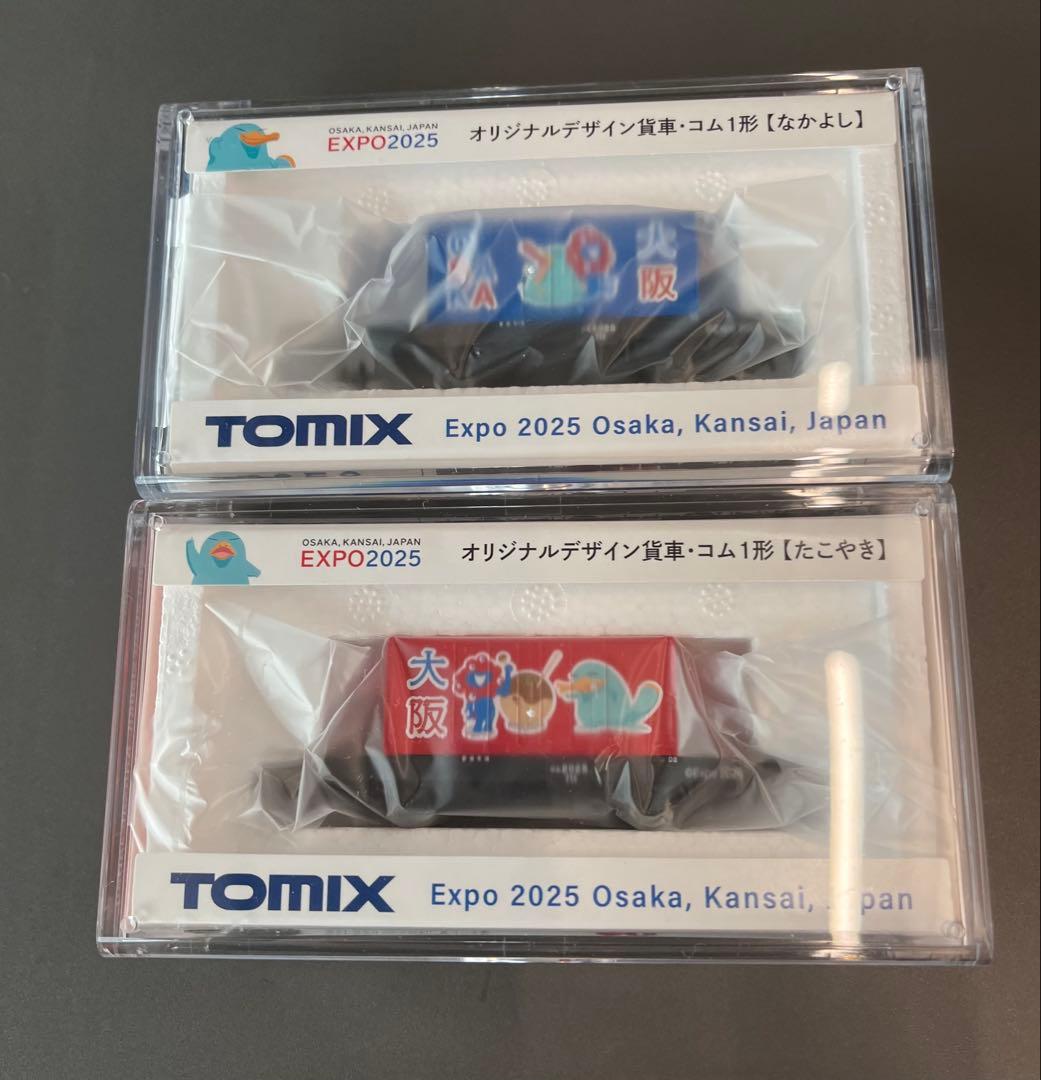 OSAKA, KANSAI, JAPAN
EXPO2025
オリジナルデザイン貨車・コム1形【なかよし】
大阪
TOMIX
Expo 2025 Osaka, Kansai, Japan
OSAKA, KANSAI, JAPAN
EXPO2025
オリジナルデザイン貨車・コム1形【たこやき】
大阪
©Expo 2025
TOMIX
Expo 2025 Osaka, Kansai, Japan